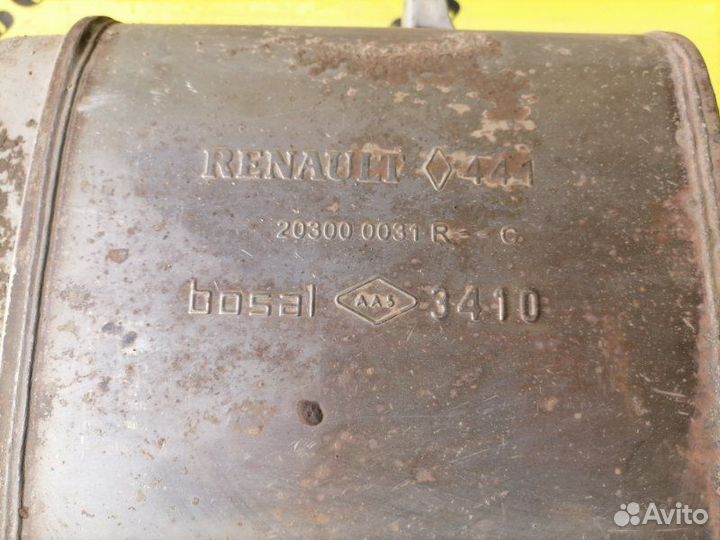 RENAULT ◊441
20300 0031 R - - C
bosal AAS 3410
Avito